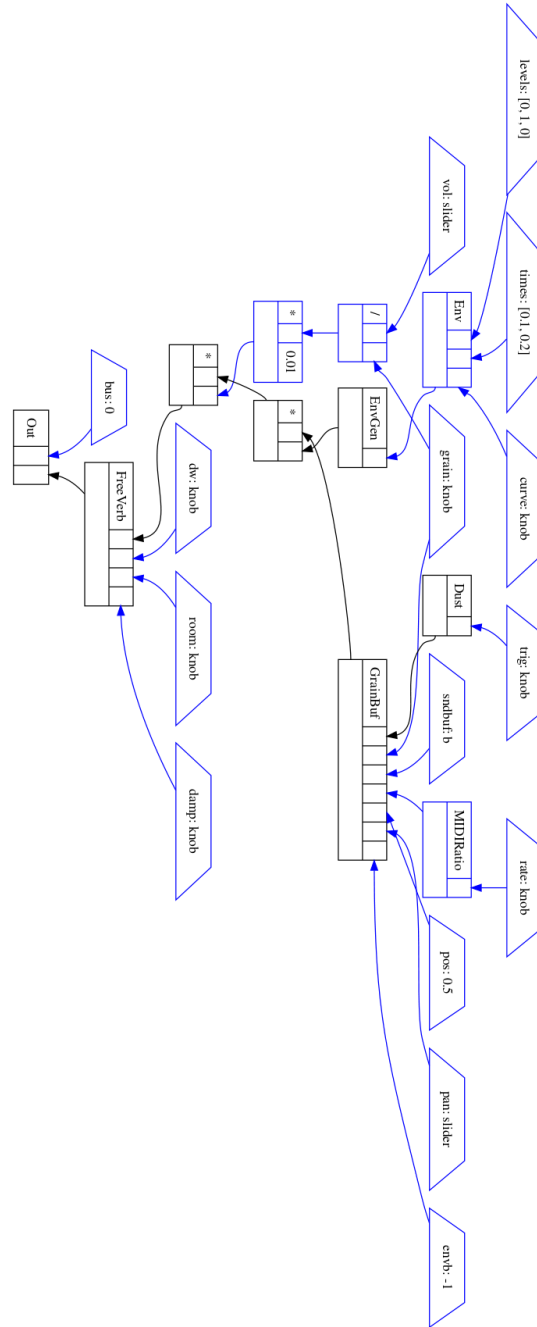 levels: [0, 1, 0]
times: [0.1, 0.2]
curve: knob
trig: knob
rate: knob
vol: slider
Env
grain: knob
Dust
sndbuf: b
MIDIRatio
pos: 0.5
pan: slider
envb: -1
/
EnvGen
GrainBuf
*
0.01
*
*
dw: knob
room: knob
damp: knob
bus: 0
FreeVerb
Out